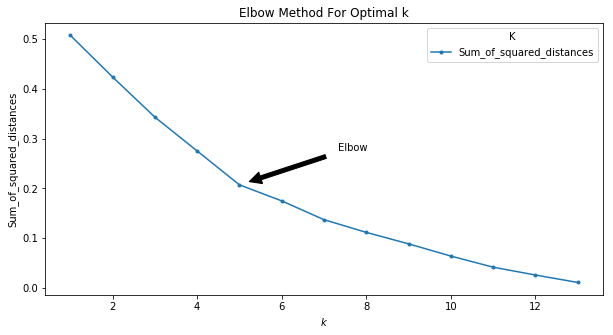 Elbow Method For Optimal k
K
Sum_of_squared_distances
Elbow
Sum_of_squared_distances
0.5
0.4
0.3
0.2
0.1
0.0
2 4 6 8 10 12
k